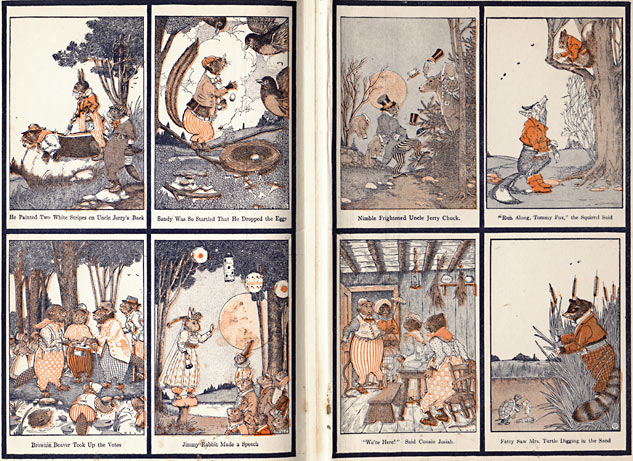 He Painted Two White Stripes on Uncle Jerry's Back
Sandy Was So Startled That He Dropped the Eggs
Nimble Frightened Uncle Jerry Chuck.
"Run Along, Tommy Fox," the Squirrel Said
Brownie Beaver Took Up the Votes
Jimmy Rabbit Made a Speech
"We're Here!" Said Cousin Josiah.
Fatty Saw Mrs. Turtle Digging in the Sand